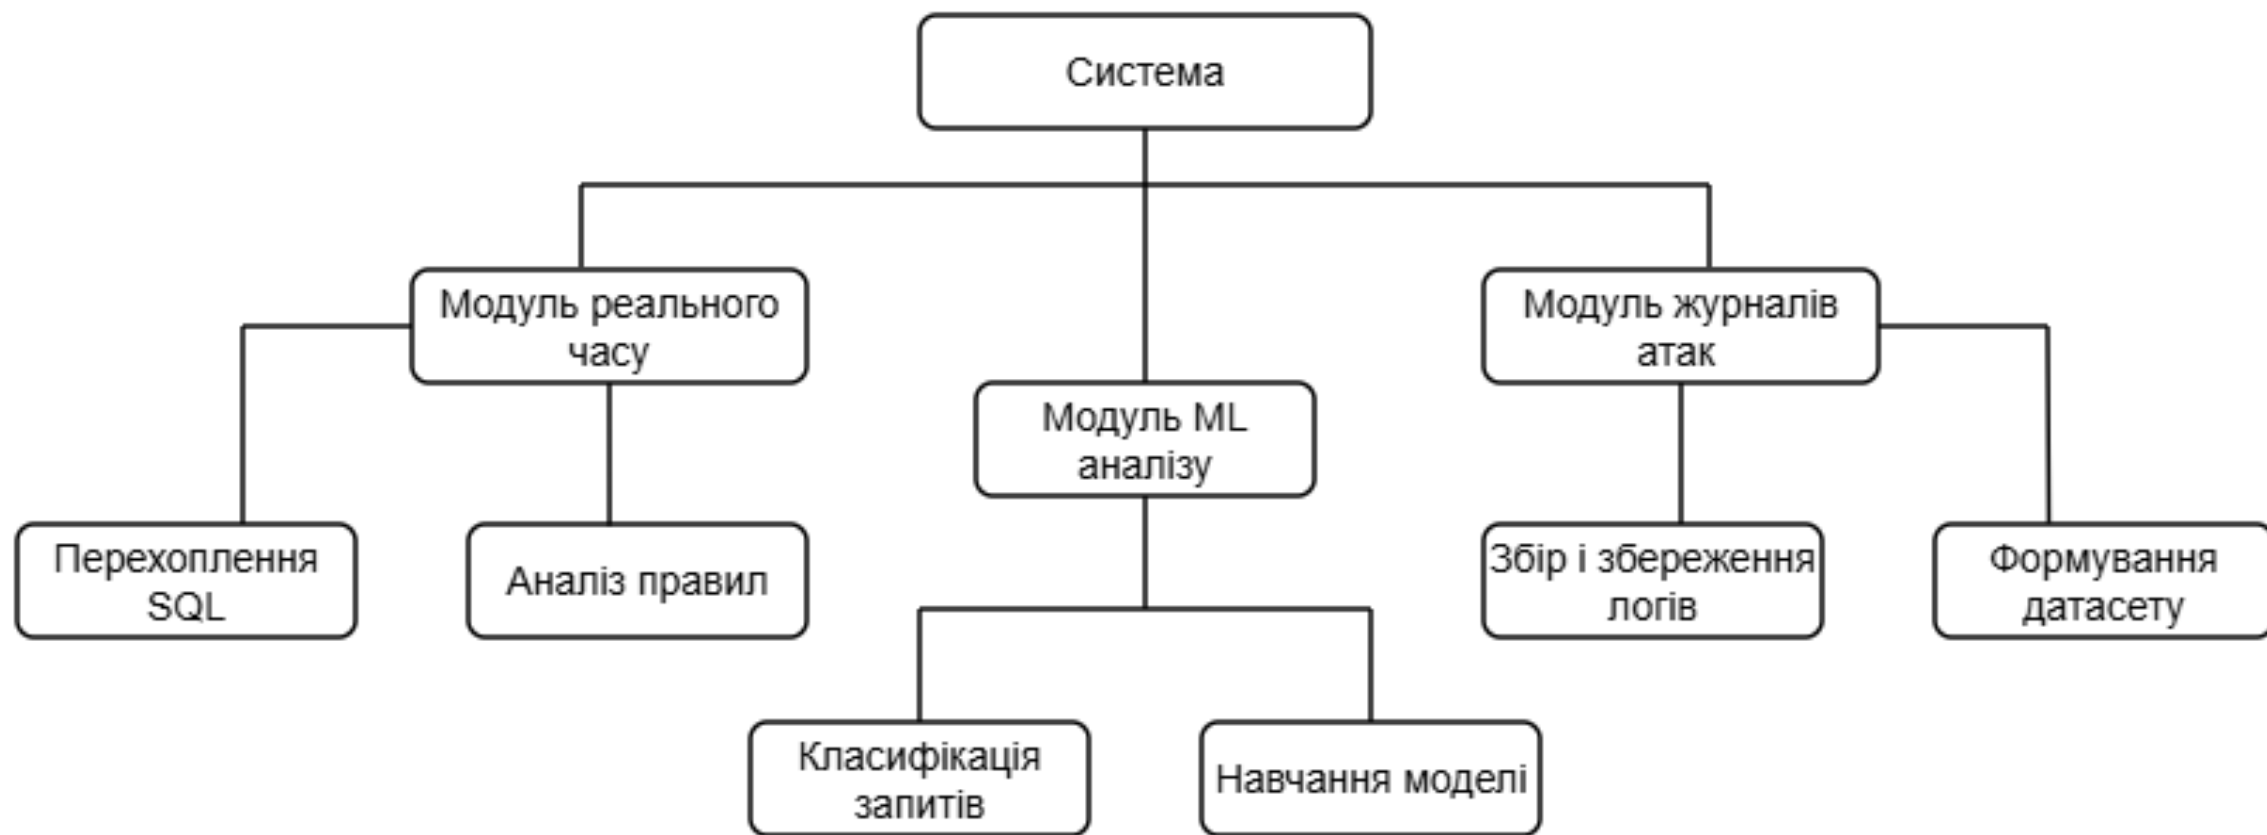 Система
Модуль реального
часу
Модуль журналів
атак
Модуль ML
аналізу
Перехоплення
SQL
Аналіз правил
Збір і збереження
логів
Формування
датасету
Класифікація
запитів
Навчання моделі